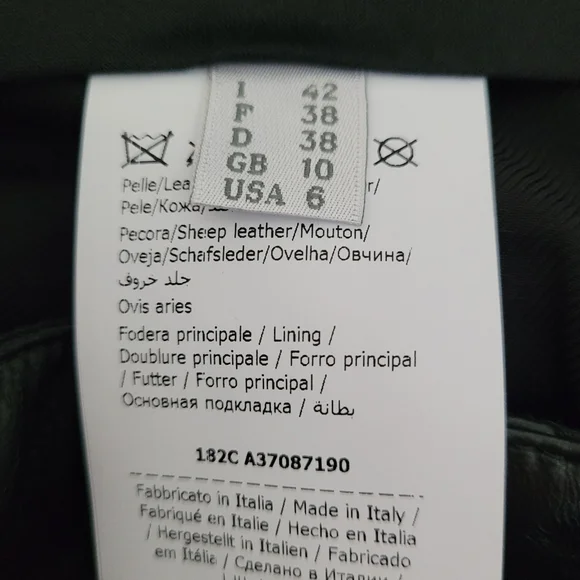 I 42
F 38
D 38
GB 10
USA 6
Pelle/Lea r/
Pele/Кожа/
Pecora/Sheep leather/Mouton/
Oveja/Schafsleder/Ovelha/Овчина/
جلد خروف
Ovis aries
Fodera principale / Lining /
Doublure principale / Forro principal
/ Futter / Forro principal /
Основная подкладка / بطانة
182C A37087190
Fabbricato in Italia / Made in Italy /
Fabriqué en Italie / Hecho en Italia
/ Hergestellt in Italien / Fabricado
em Itália / Сделано в Италии /